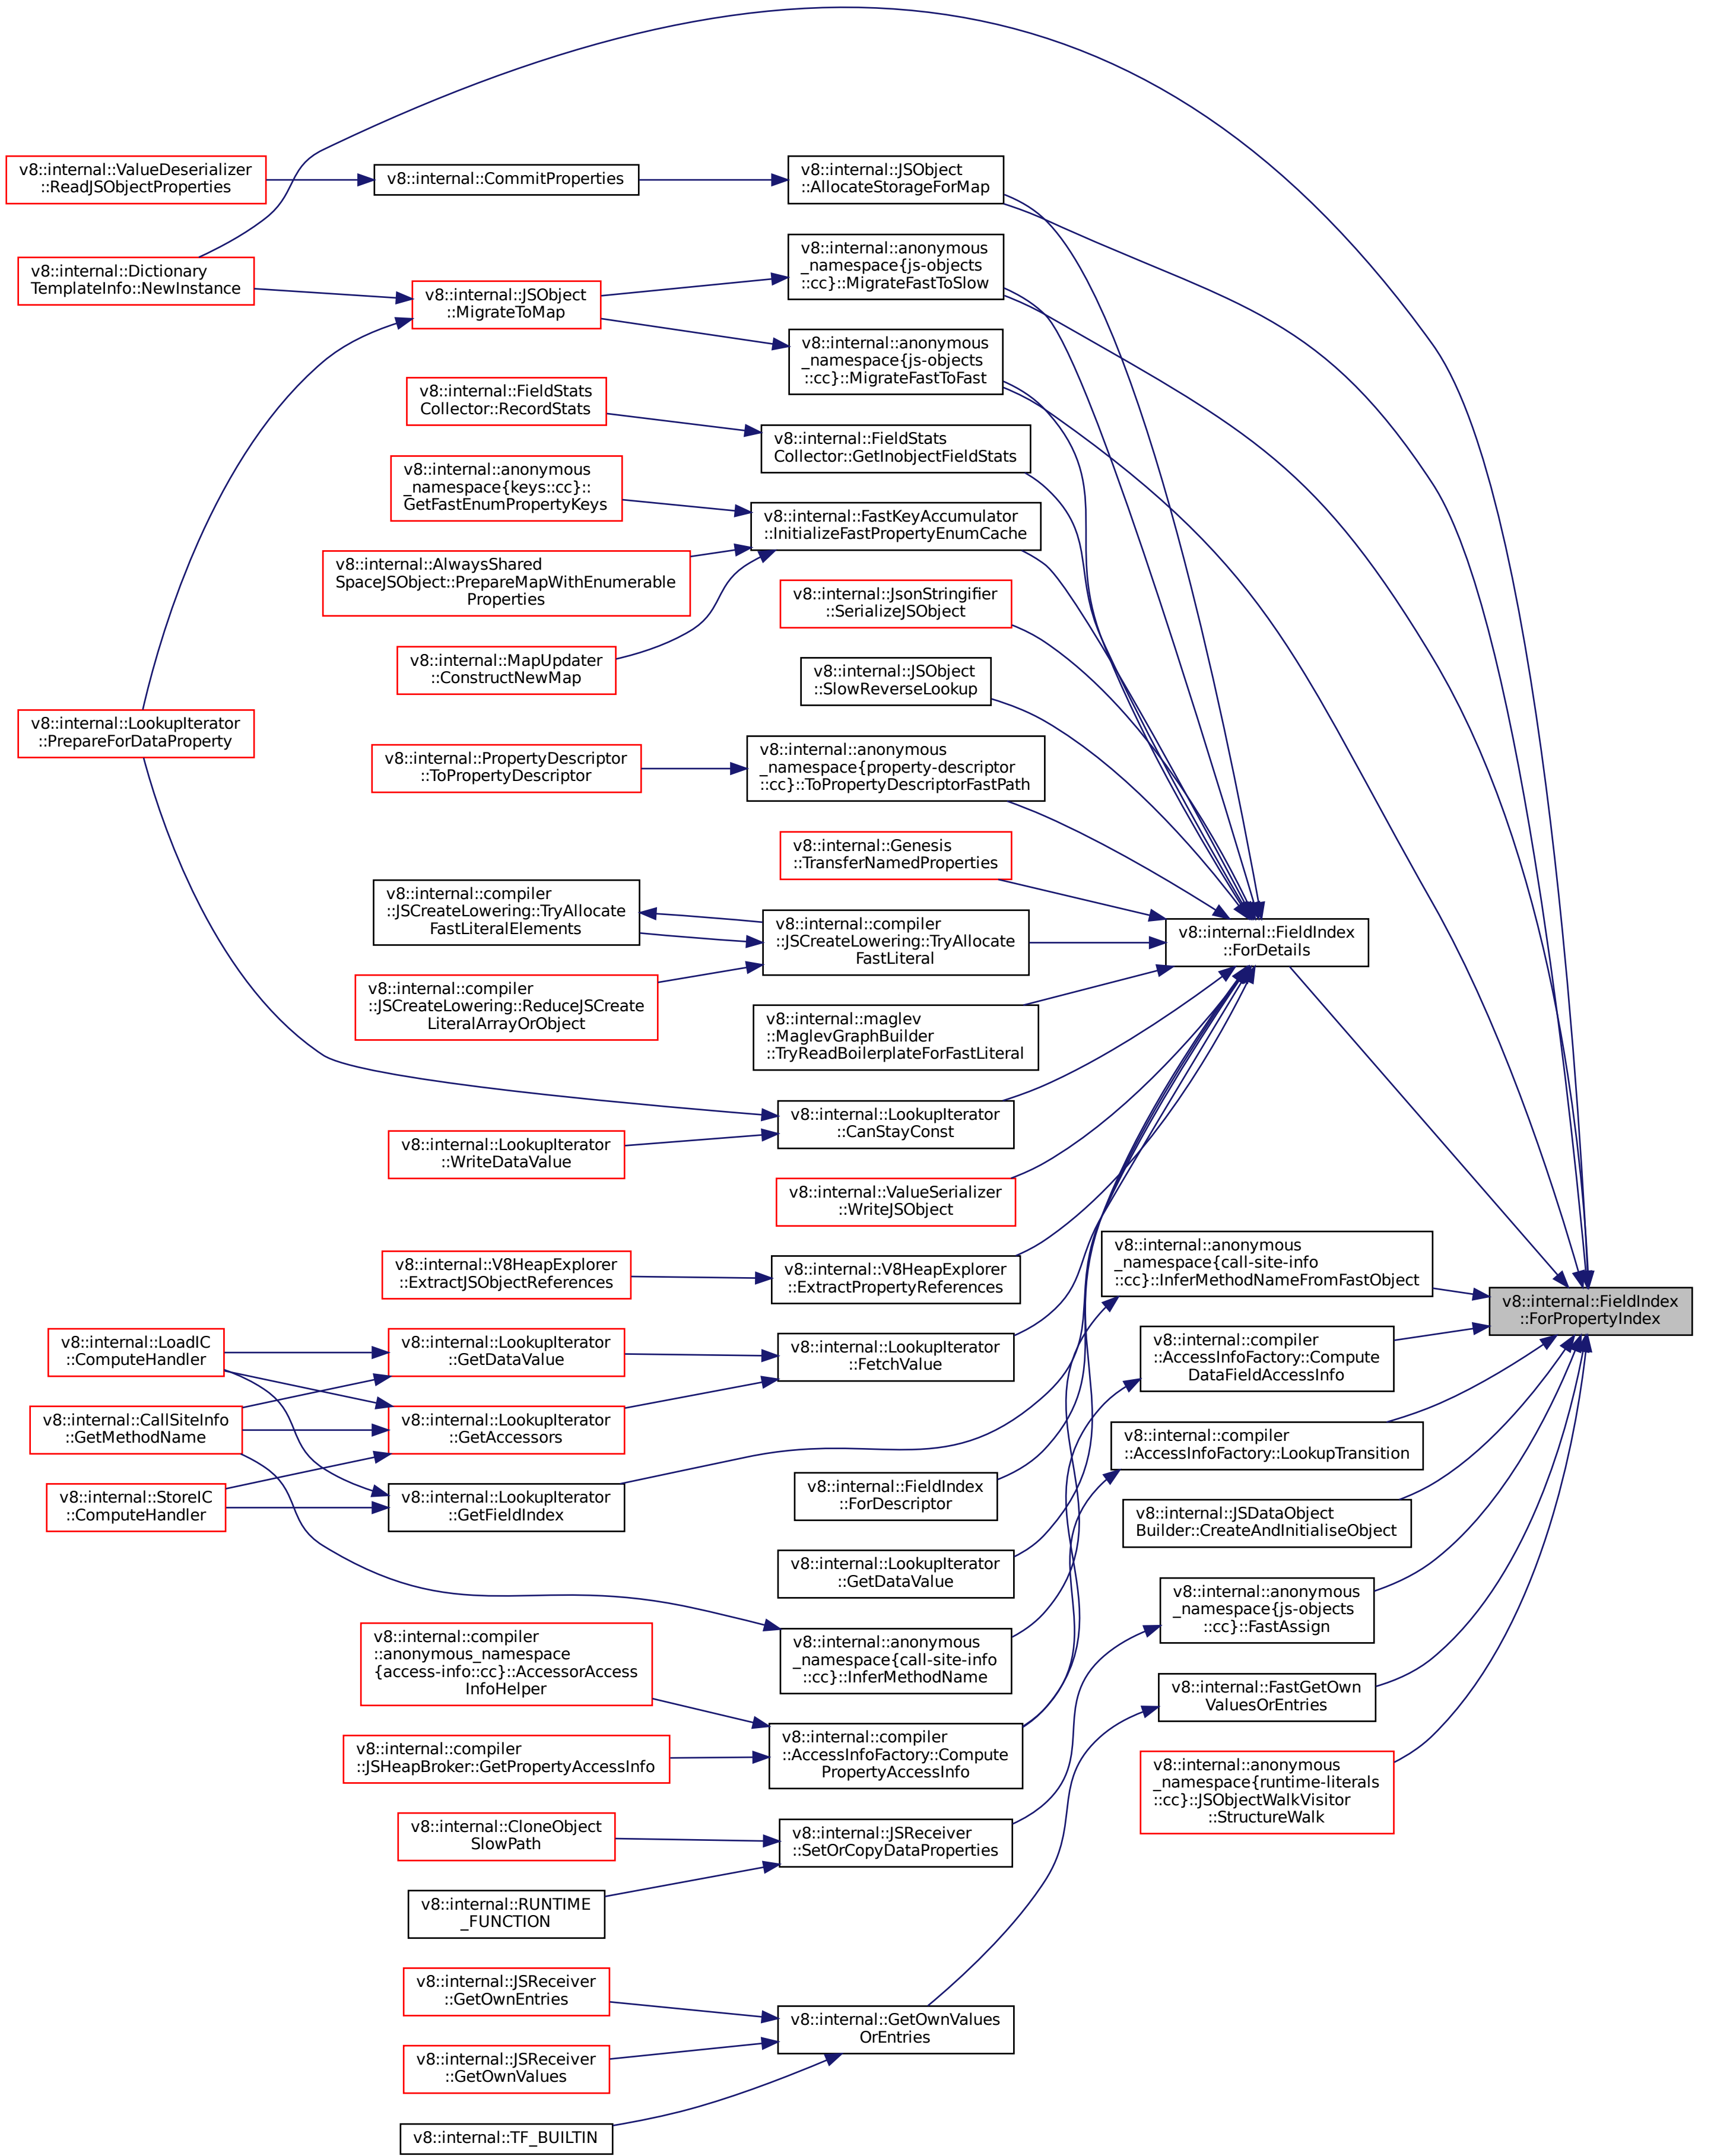 v8::internal::ValueDeserializer
::ReadJSObjectProperties
v8::internal::CommitProperties
v8::internal::JSObject
::AllocateStorageForMap
v8::internal::Dictionary
TemplateInfo::NewInstance
v8::internal::JSObject
::MigrateToMap
v8::internal::anonymous
_namespace{js-objects
::cc}::MigrateFastToSlow
v8::internal::anonymous
_namespace{js-objects
::cc}::MigrateFastToFast
v8::internal::FieldStats
Collector::RecordStats
v8::internal::FieldStats
Collector::GetInobjectFieldStats
v8::internal::anonymous
_namespace{keys::cc}::
GetFastEnumPropertyKeys
v8::internal::FastKeyAccumulator
::InitializeFastPropertyEnumCache
v8::internal::AlwaysShared
SpaceJSObject::PrepareMapWithEnumerable
Properties
v8::internal::JsonStringifier
::SerializeJSObject
v8::internal::MapUpdater
::ConstructNewMap
v8::internal::JSObject
::SlowReverseLookup
v8::internal::LookupIterator
::PrepareForDataProperty
v8::internal::PropertyDescriptor
::ToPropertyDescriptor
v8::internal::anonymous
_namespace{property-descriptor
::cc}::ToPropertyDescriptorFastPath
v8::internal::Genesis
::TransferNamedProperties
v8::internal::compiler
::JSCreateLowering::TryAllocate
FastLiteralElements
v8::internal::compiler
::JSCreateLowering::TryAllocate
FastLiteral
v8::internal::FieldIndex
::ForDetails
v8::internal::compiler
::JSCreateLowering::ReduceJSCreate
LiteralArrayOrObject
v8::internal::maglev
::MaglevGraphBuilder
::TryReadBoilerplateForFastLiteral
v8::internal::LookupIterator
::CanStayConst
v8::internal::LookupIterator
::WriteDataValue
v8::internal::ValueSerializer
::WriteJSObject
v8::internal::V8HeapExplorer
::ExtractJSObjectReferences
v8::internal::V8HeapExplorer
::ExtractPropertyReferences
v8::internal::anonymous
_namespace{call-site-info
::cc}::InferMethodNameFromFastObject
v8::internal::FieldIndex
::ForPropertyIndex
v8::internal::LoadIC
::ComputeHandler
v8::internal::LookupIterator
::GetDataValue
v8::internal::LookupIterator
::FetchValue
v8::internal::compiler
::AccessInfoFactory::Compute
DataFieldAccessInfo
v8::internal::CallSiteInfo
::GetMethodName
v8::internal::LookupIterator
::GetAccessors
v8::internal::compiler
::AccessInfoFactory::LookupTransition
v8::internal::StoreIC
::ComputeHandler
v8::internal::LookupIterator
::GetFieldIndex
v8::internal::FieldIndex
::ForDescriptor
v8::internal::JSDataObject
Builder::CreateAndInitialiseObject
v8::internal::LookupIterator
::GetDataValue
v8::internal::anonymous
_namespace{js-objects
::cc}::FastAssign
v8::internal::compiler
::anonymous_namespace
{access-info::cc}::AccessorAccess
InfoHelper
v8::internal::anonymous
_namespace{call-site-info
::cc}::InferMethodName
v8::internal::FastGetOwn
ValuesOrEntries
v8::internal::compiler
::JSHeapBroker::GetPropertyAccessInfo
v8::internal::compiler
::AccessInfoFactory::Compute
PropertyAccessInfo
v8::internal::anonymous
_namespace{runtime-literals
::cc}::JSObjectWalkVisitor
::StructureWalk
v8::internal::CloneObject
SlowPath
v8::internal::JSReceiver
::SetOrCopyDataProperties
v8::internal::RUNTIME
_FUNCTION
v8::internal::JSReceiver
::GetOwnEntries
v8::internal::GetOwnValues
OrEntries
v8::internal::JSReceiver
::GetOwnValues
v8::internal::TF_BUILTIN